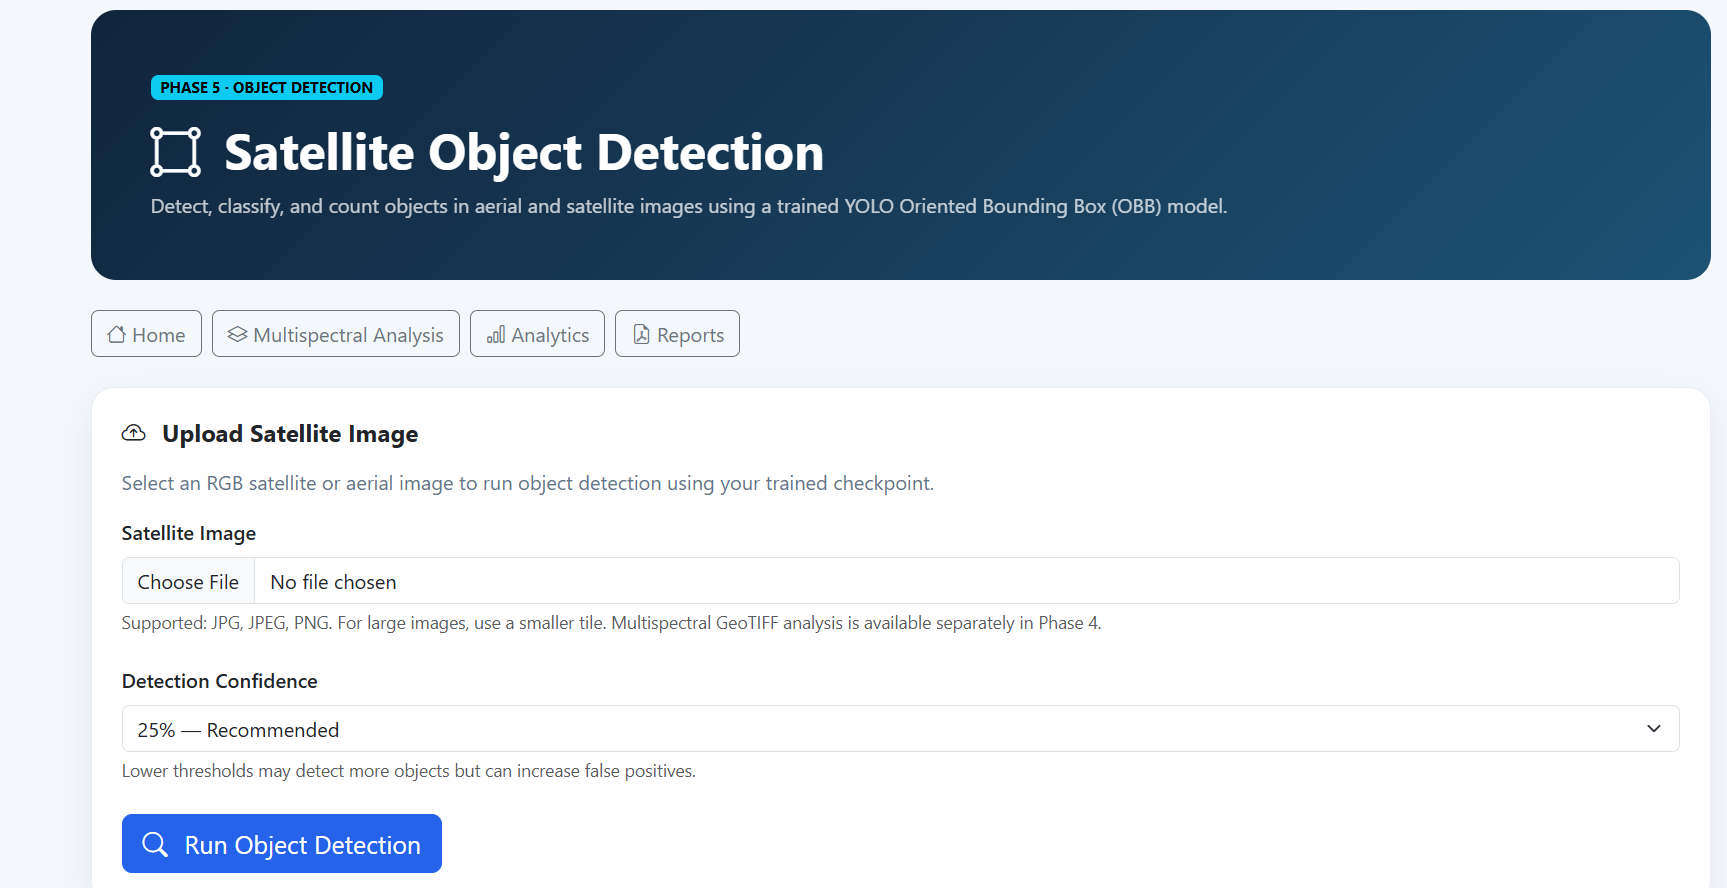 PHASE 5 · OBJECT DETECTION
Satellite Object Detection
Detect, classify, and count objects in aerial and satellite images using a trained YOLO Oriented Bounding Box (OBB) model.
Home
Multispectral Analysis
Analytics
Reports
Upload Satellite Image
Select an RGB satellite or aerial image to run object detection using your trained checkpoint.
Satellite Image
Choose File No file chosen
Supported: JPG, JPEG, PNG. For large images, use a smaller tile. Multispectral GeoTIFF analysis is available separately in Phase 4.
Detection Confidence
25% — Recommended
Lower thresholds may detect more objects but can increase false positives.
Run Object Detection